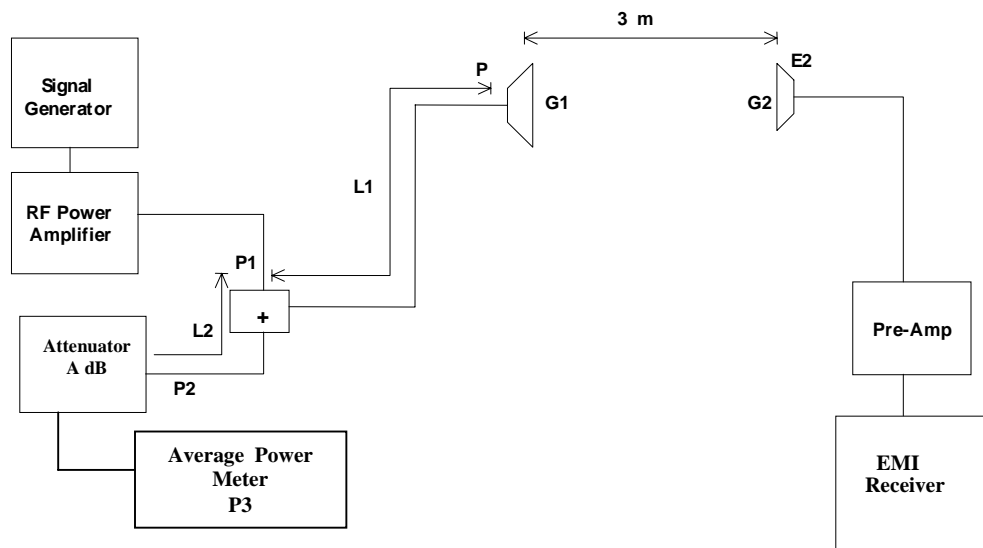 3 m
Signal
Generator
P
G1
E2
G2
L1
RF Power
Amplifier
P1
+
L2
P2
Attenuator
A dB
Average Power
Meter
P3
Pre-Amp
EMI
Receiver